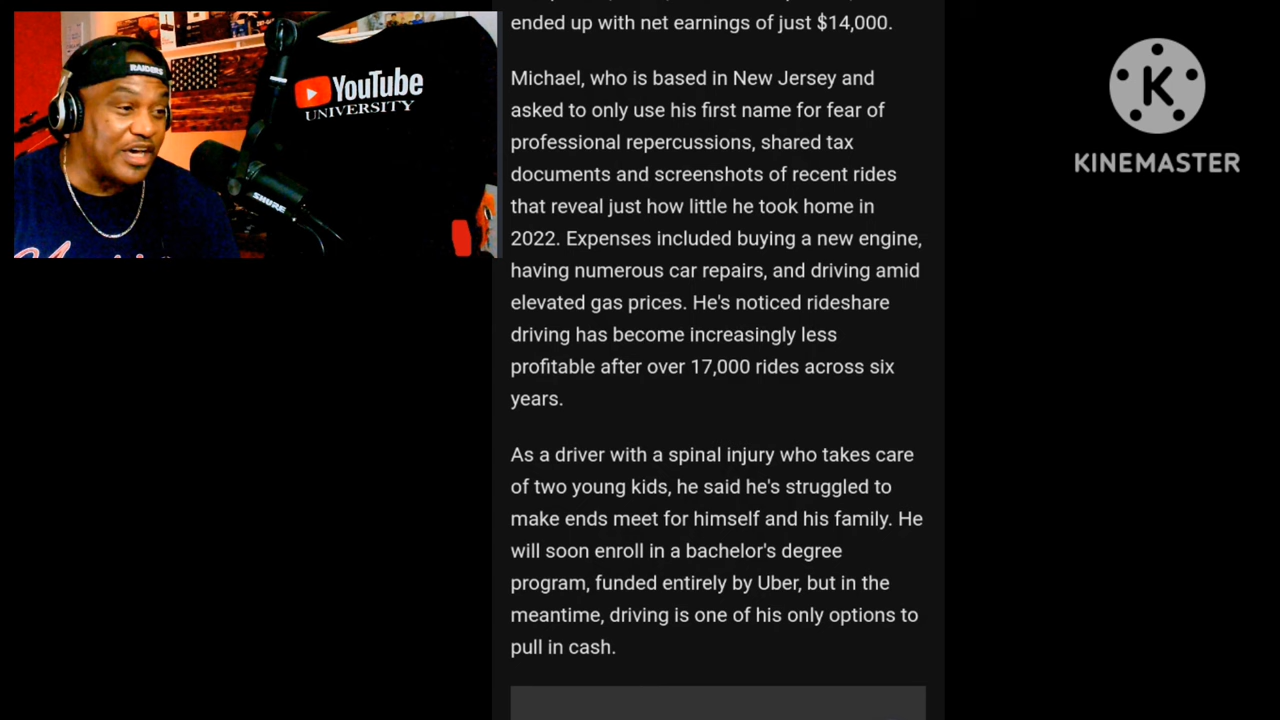 RAIDERS
YouTube
UNIVERSITY
SHURE
ended up with net earnings of just $14,000.
Michael, who is based in New Jersey and
asked to only use his first name for fear of
professional repercussions, shared tax
documents and screenshots of recent rides
that reveal just how little he took home in
2022. Expenses included buying a new engine,
having numerous car repairs, and driving amid
elevated gas prices. He's noticed rideshare
driving has become increasingly less
profitable after over 17,000 rides across six
years.
As a driver with a spinal injury who takes care
of two young kids, he said he's struggled to
make ends meet for himself and his family. He
will soon enroll in a bachelor's degree
program, funded entirely by Uber, but in the
meantime, driving is one of his only options to
pull in cash.
K
KINEMASTER